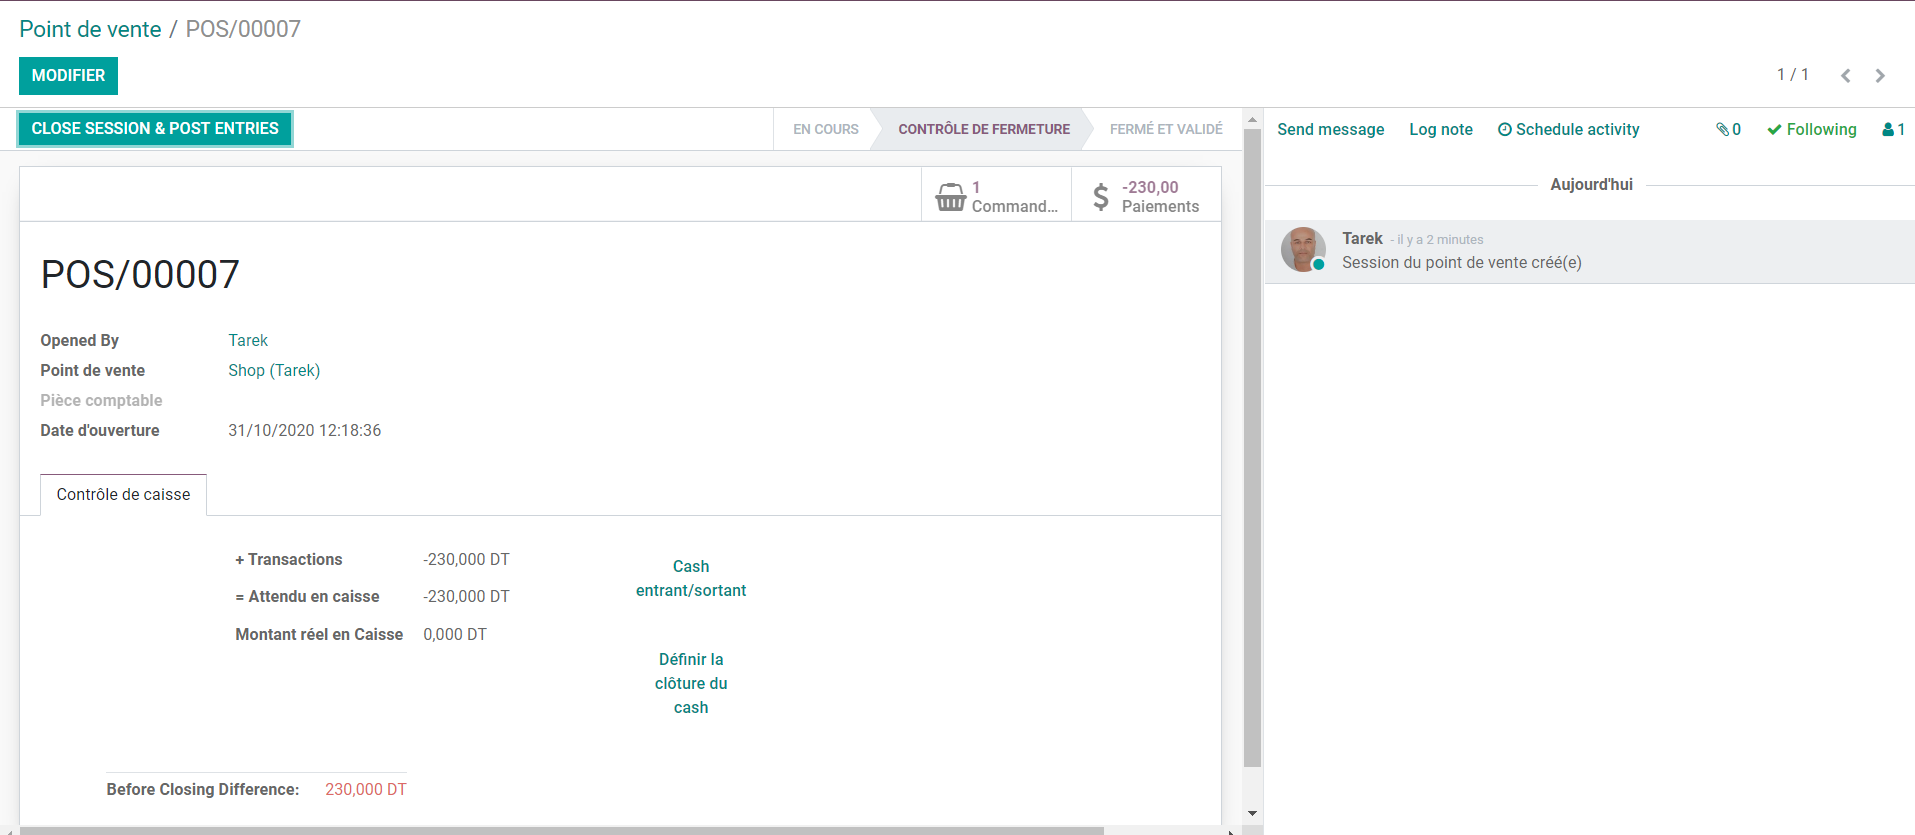 Point de vente / POS/00007
MODIFIER
1 / 1
CLOSE SESSION & POST ENTRIES
EN COURS
CONTRÔLE DE FERMETURE
FERMÉ ET VALIDÉ
Send message
Log note
Schedule activity
0
Following
1
1
Command...
-230,00
Paiements
Aujourd'hui
Tarek - il y a 2 minutes
Session du point de vente créé(e)
POS/00007
Opened By Tarek
Point de vente Shop (Tarek)
Pièce comptable
Date d'ouverture 31/10/2020 12:18:36
Contrôle de caisse
+ Transactions -230,000 DT
= Attendu en caisse -230,000 DT
Montant réel en Caisse 0,000 DT
Cash
entrant/sortant
Définir la
clôture du
cash
Before Closing Difference: 230,000 DT